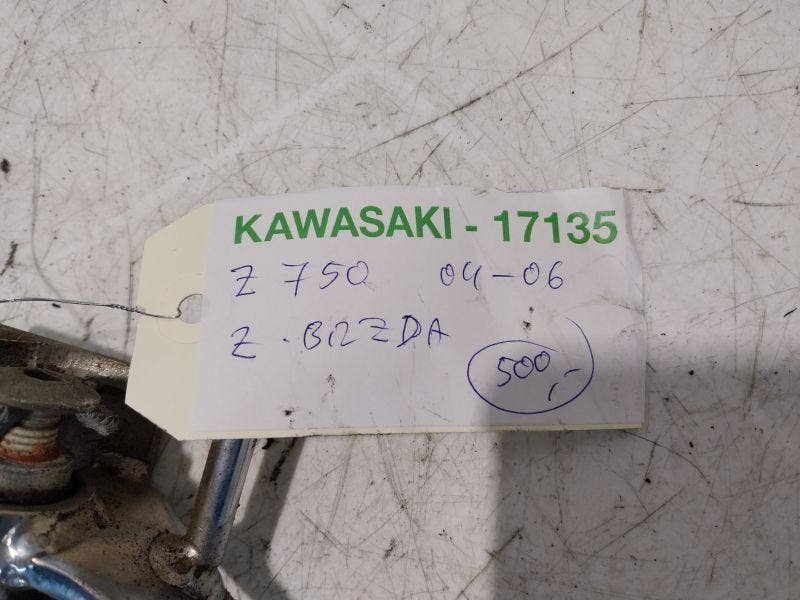 KAWASAKI - 17135
Z 750 04-06
Z. BRZDA
500,-